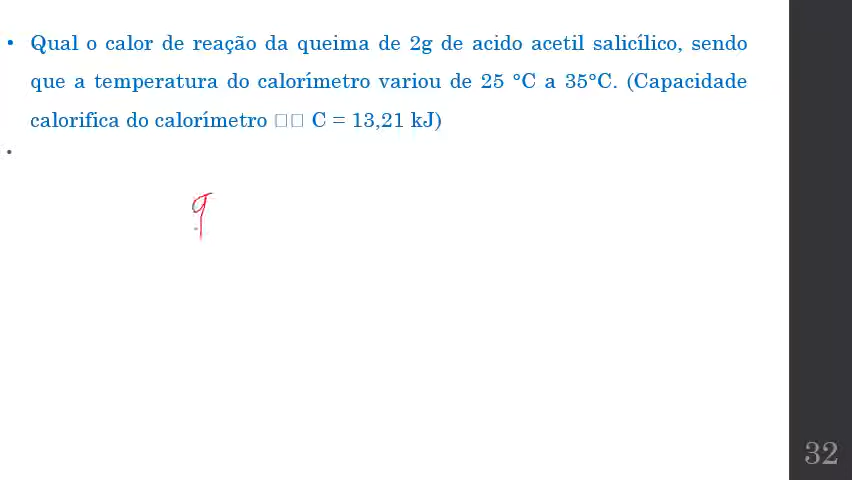 • Qual o calor de reação da queima de 2g de acido acetil salicílico, sendo
que a temperatura do calorímetro variou de 25 °C a 35°C. (Capacidade
calorifica do calorímetro □□ C = 13,21 kJ)
•
q
32